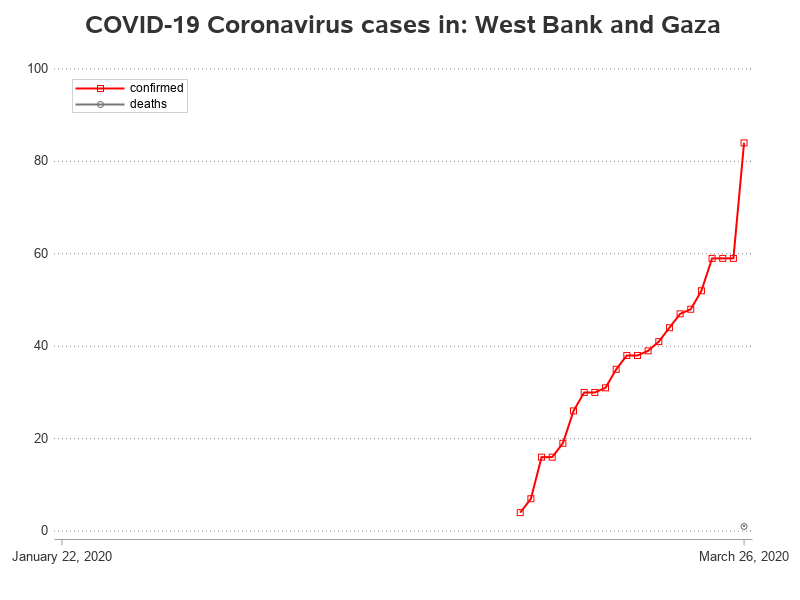 COVID-19 Coronavirus cases in: West Bank and Gaza
100
confirmed
deaths
80
60
40
20
0
January 22, 2020
March 26, 2020